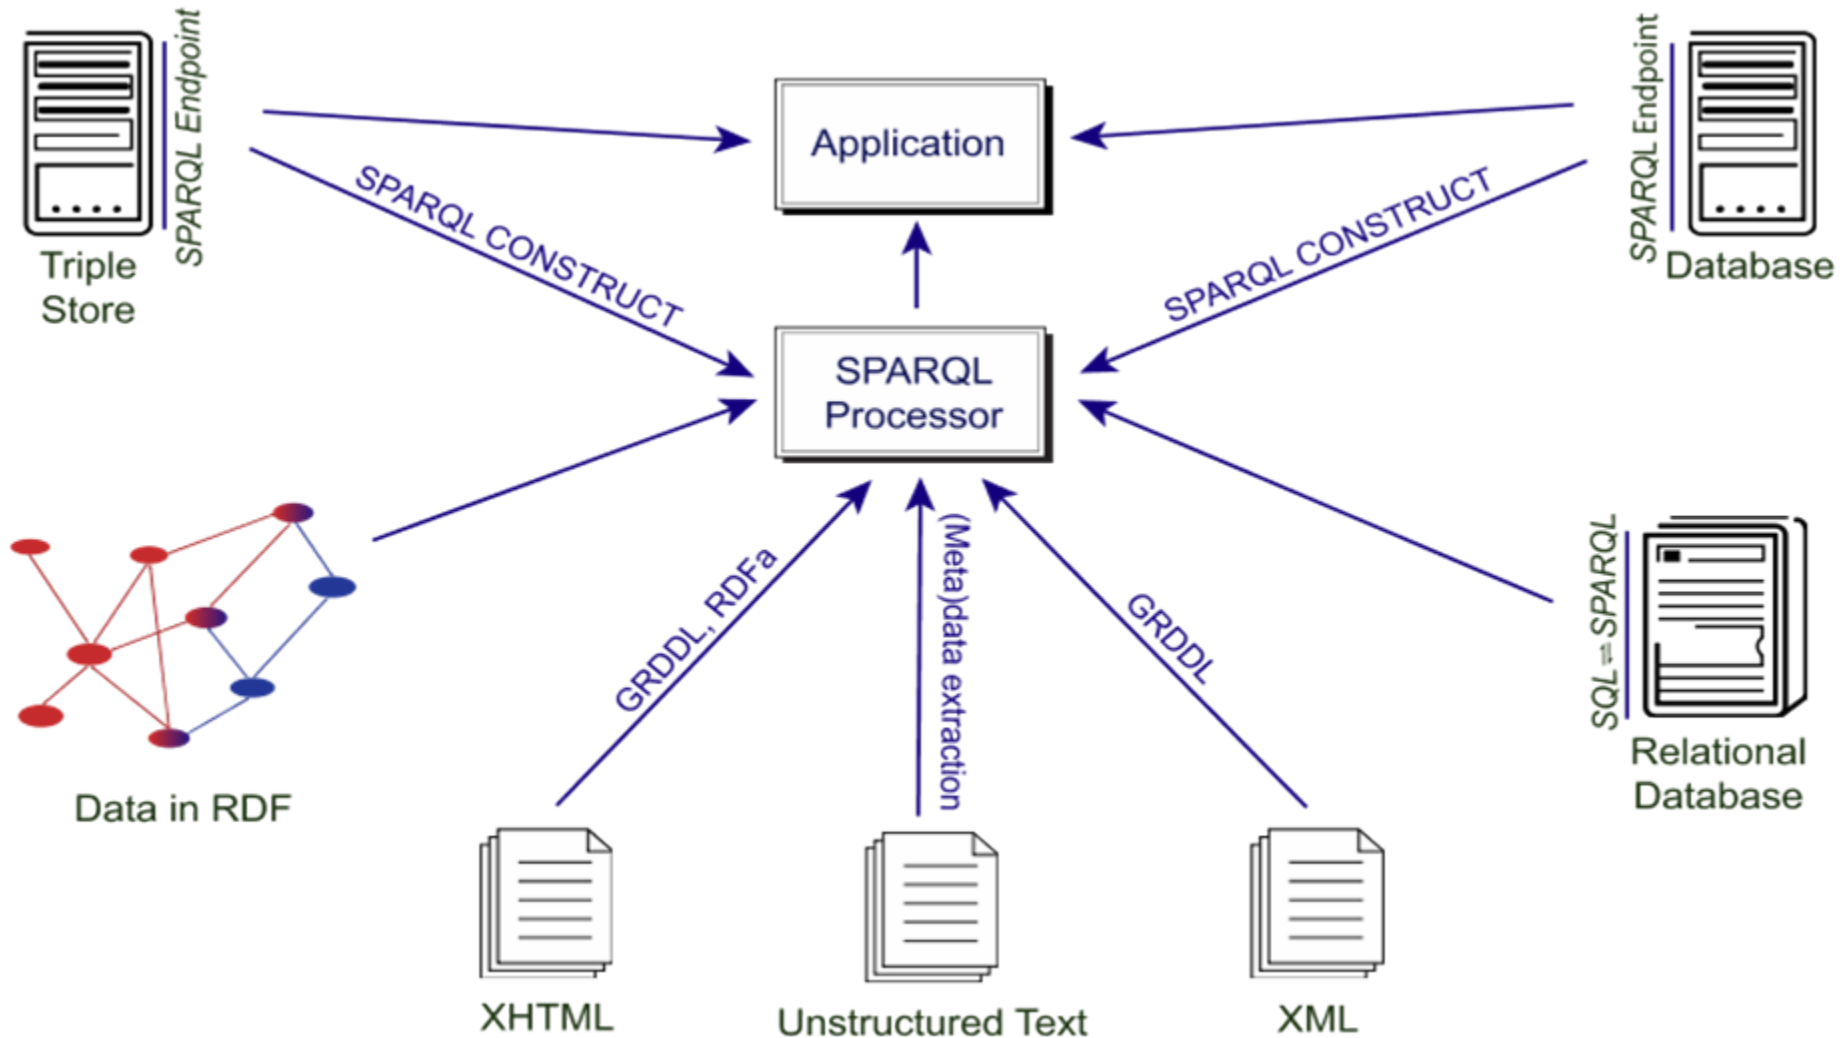 SPARQL Endpoint
Triple
Store
Application
SPARQL Endpoint
Database
SPARQL CONSTRUCT
SPARQL CONSTRUCT
SPARQL
Processor
Data in RDF
GRDDL, RDFa
(Meta)data extraction
GRDDL
SQL ⇌ SPARQL
Relational
Database
XHTML
Unstructured Text
XML